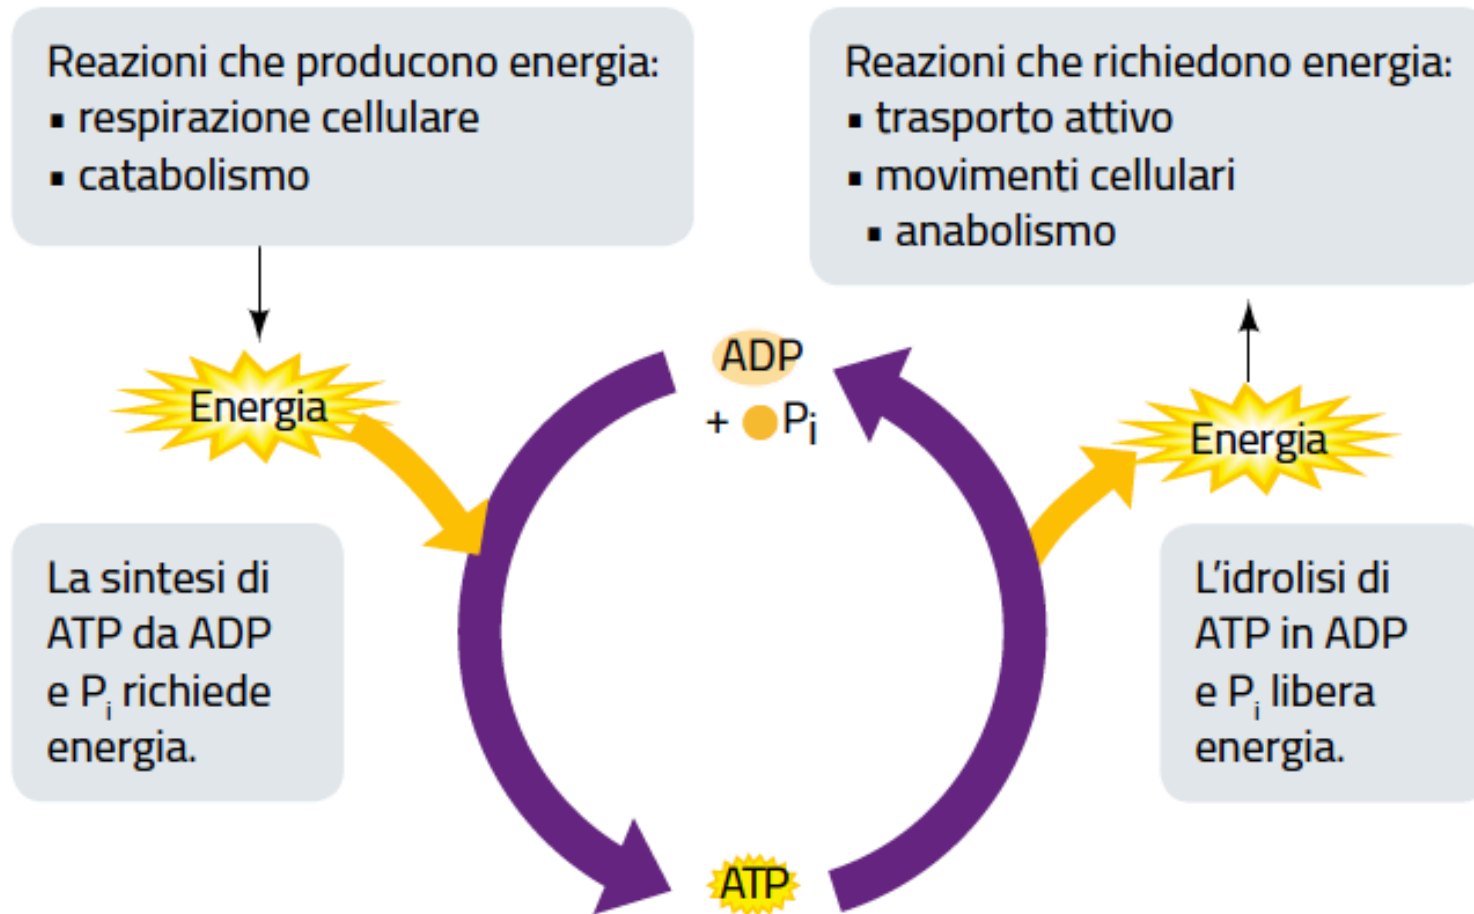 Reazioni che producono energia:
▪ respirazione cellulare
▪ catabolismo
Reazioni che richiedono energia:
▪ trasporto attivo
▪ movimenti cellulari
▪ anabolismo
Energia
ADP
+ Pi
Energia
La sintesi di
ATP da ADP
e Pi richiede
energia.
L’idrolisi di
ATP in ADP
e Pi libera
energia.
ATP